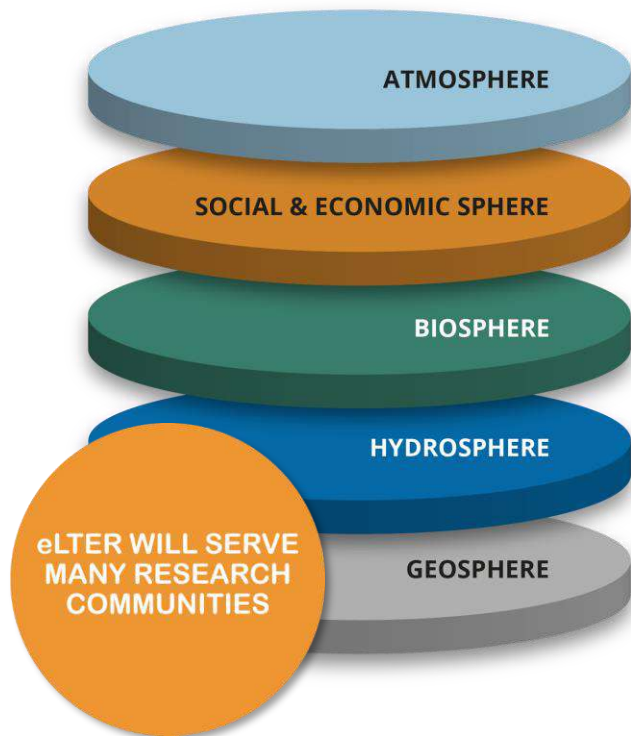 ATMOSPHERE
SOCIAL & ECONOMIC SPHERE
BIOSPHERE
HYDROSPHERE
eLTER WILL SERVE
MANY RESEARCH
COMMUNITIES
GEOSPHERE